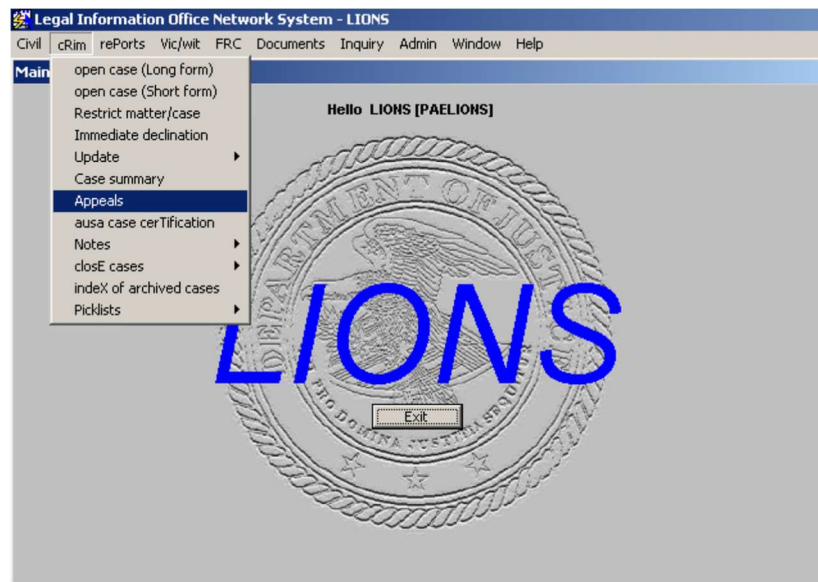 Legal Information Office Network System - LIONS
Civil cRim rePorts Vic/wit FRC Documents Inquiry Admin Window Help
Main
open case (Long form)
open case (Short form)
Restrict matter/case
Immediate declination
Update
Case summary
Appeals
ausa case cerTification
Notes
closE cases
indeX of archived cases
Picklists
Hello LIONS [PAELIONS]
DEPARTMENT OF JUSTICE
LIONS
Exit
PRO DOMINA JUSTITIA SEQUITUR